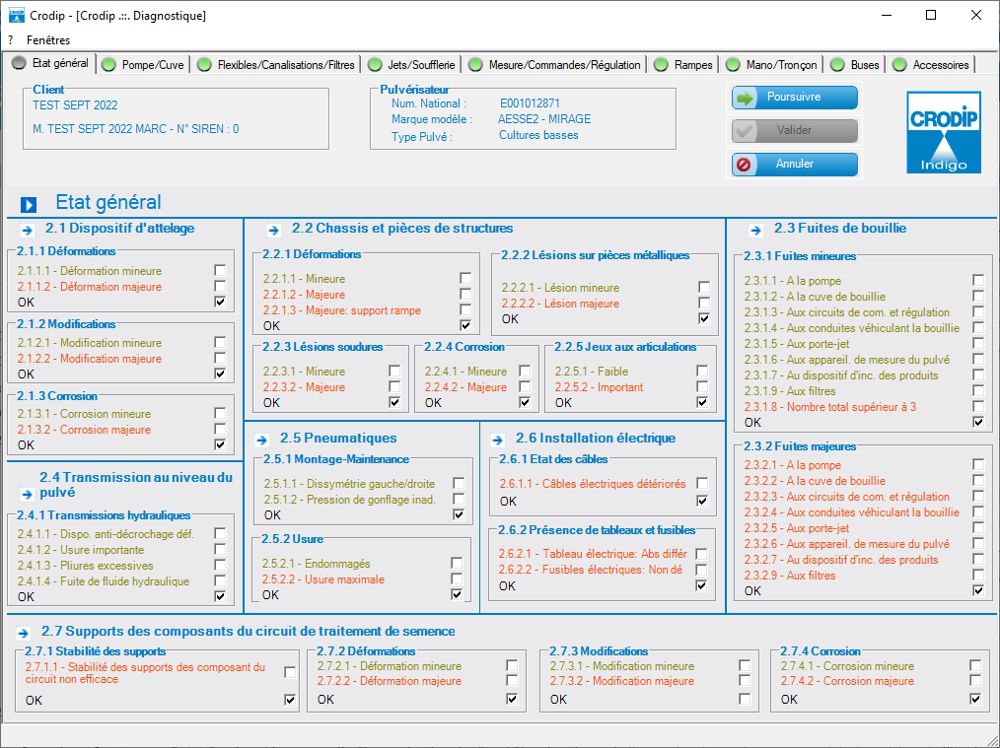 Crodip - [Crodip .::. Diagnostique]
? Fenêtres
Etat général Pompe/Cuve Flexibles/Canalisations/Filtres Jets/Soufflerie Mesure/Commandes/Régulation Rampes Mano/Tronçon Buses Accessoires
Client
TEST SEPT 2022
M. TEST SEPT 2022 MARC - N° SIREN : 0
Pulvérisateur
Num. National : E001012871
Marque modèle : AESSE2 - MIRAGE
Type Pulvé : Cultures basses
Poursuivre
Valider
Annuler
CRODIP
Indigo
Etat général
2.1 Dispositif d'attelage
2.1.1 Déformations
2.1.1.1 - Déformation mineure
2.1.1.2 - Déformation majeure
OK
2.1.2 Modifications
2.1.2.1 - Modification mineure
2.1.2.2 - Modification majeure
OK
2.1.3 Corrosion
2.1.3.1 - Corrosion mineure
2.1.3.2 - Corrosion majeure
OK
2.2 Chassis et pièces de structures
2.2.1 Déformations
2.2.1.1 - Mineure
2.2.1.2 - Majeure
2.2.1.3 - Majeure: support rampe
OK
2.2.2 Lésions sur pièces métalliques
2.2.2.1 - Lésion mineure
2.2.2.2 - Lésion majeure
OK
2.2.3 Lésions soudures
2.2.3.1 - Mineure
2.2.3.2 - Majeure
OK
2.2.4 Corrosion
2.2.4.1 - Mineure
2.2.4.2 - Majeure
OK
2.2.5 Jeux aux articulations
2.2.5.1 - Faible
2.2.5.2 - Important
OK
2.3 Fuites de bouillie
2.3.1 Fuites mineures
2.3.1.1 - A la pompe
2.3.1.2 - A la cuve de bouillie
2.3.1.3 - Aux circuits de com. et régulation
2.3.1.4 - Aux conduites véhiculant la bouillie
2.3.1.5 - Aux porte-jet
2.3.1.6 - Aux appareil. de mesure du pulvé
2.3.1.7 - Au dispositif d'inc. des produits
2.3.1.9 - Aux filtres
2.3.1.8 - Nombre total supérieur à 3
OK
2.3.2 Fuites majeures
2.3.2.1 - A la pompe
2.3.2.2 - A la cuve de bouillie
2.3.2.3 - Aux circuits de com. et régulation
2.3.2.4 - Aux conduites véhiculant la bouillie
2.3.2.5 - Aux porte-jet
2.3.2.6 - Aux appareil. de mesure du pulvé
2.3.2.7 - Au dispositif d'inc. des produits
2.3.2.9 - Aux filtres
OK
2.4 Transmission au niveau du
pulvé
2.4.1 Transmissions hydrauliques
2.4.1.1 - Dispo. anti-décrochage déf.
2.4.1.2 - Usure importante
2.4.1.3 - Pliures excessives
2.4.1.4 - Fuite de fluide hydraulique
OK
2.5 Pneumatiques
2.5.1 Montage-Maintenance
2.5.1.1 - Dissymétrie gauche/droite
2.5.1.2 - Pression de gonflage inad.
OK
2.5.2 Usure
2.5.2.1 - Endommagés
2.5.2.2 - Usure maximale
OK
2.6 Installation électrique
2.6.1 Etat des câbles
2.6.1.1 - Câbles électriques détériorés
OK
2.6.2 Présence de tableaux et fusibles
2.6.2.1 - Tableau électrique: Abs différ
2.6.2.2 - Fusibles électriques: Non dé
OK
2.7 Supports des composants du circuit de traitement de semence
2.7.1 Stabilité des supports
2.7.1.1 - Stabilité des supports des composant du
circuit non efficace
OK
2.7.2 Déformations
2.7.2.1 - Déformation mineure
2.7.2.2 - Déformation majeure
OK
2.7.3 Modifications
2.7.3.1 - Modification mineure
2.7.3.2 - Modification majeure
OK
2.7.4 Corrosion
2.7.4.1 - Corrosion mineure
2.7.4.2 - Corrosion majeure
OK